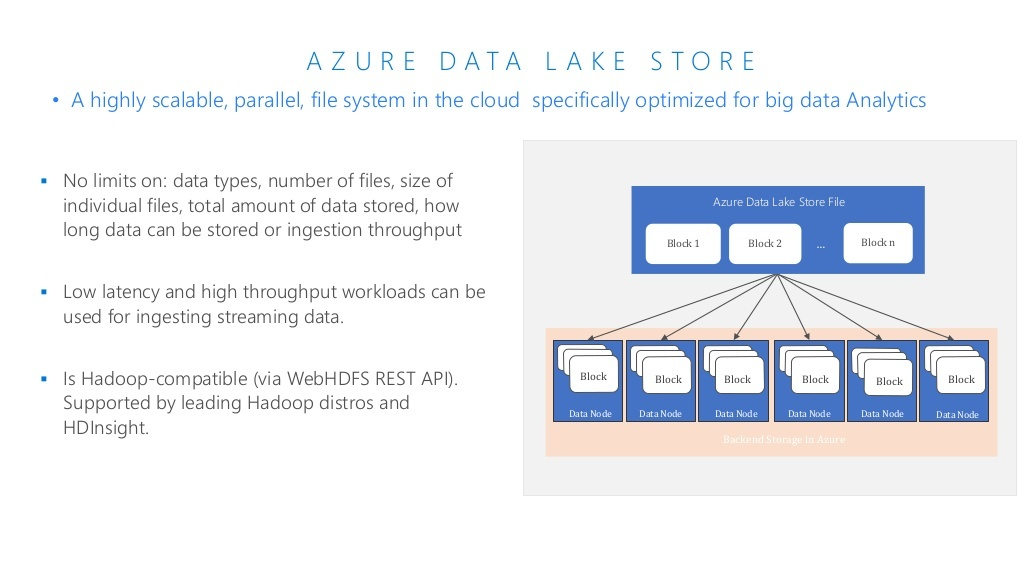 AZURE DATA LAKE STORE
• A highly scalable, parallel, file system in the cloud specifically optimized for big data Analytics
▪ No limits on: data types, number of files, size of
individual files, total amount of data stored, how
long data can be stored or ingestion throughput
▪ Low latency and high throughput workloads can be
used for ingesting streaming data.
▪ Is Hadoop-compatible (via WebHDFS REST API).
Supported by leading Hadoop distros and
HDInsight.
Azure Data Lake Store File
Block 1 Block 2 ... Block n
Block Block Block Block Block Block
Data Node Data Node Data Node Data Node Data Node Data Node
Backend Storage in Azure